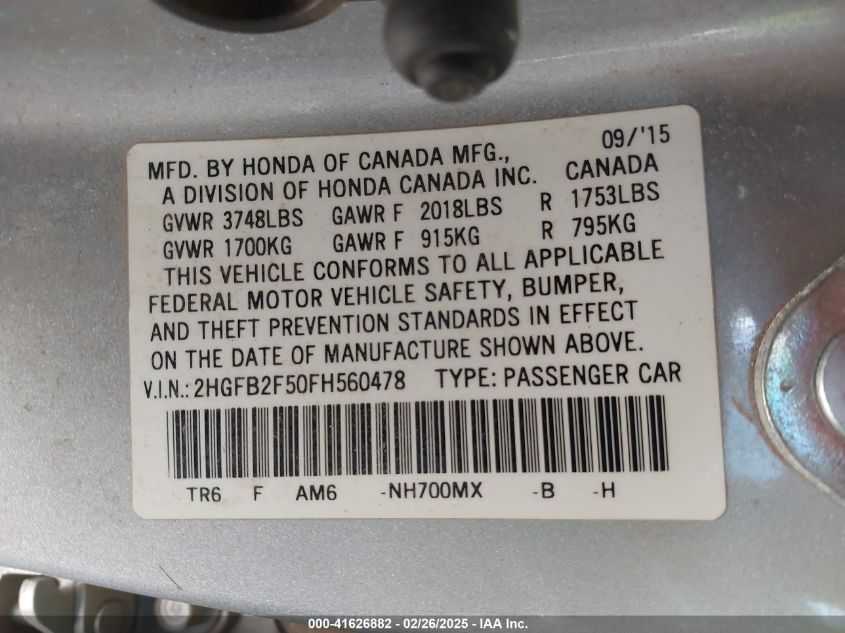 09/'15
MFD. BY HONDA OF CANADA MFG.,
A DIVISION OF HONDA CANADA INC. CANADA
GVWR 3748LBS GAWR F 2018LBS R 1753LBS
GVWR 1700KG GAWR F 915KG R 795KG
THIS VEHICLE CONFORMS TO ALL APPLICABLE
FEDERAL MOTOR VEHICLE SAFETY, BUMPER,
AND THEFT PREVENTION STANDARDS IN EFFECT
ON THE DATE OF MANUFACTURE SHOWN ABOVE.
V.I.N.: 2HGFB2F50FH560478 TYPE: PASSENGER CAR
TR6 F AM6 -NH700MX -B -H
000-41626882 - 02/26/2025 - IAA Inc.